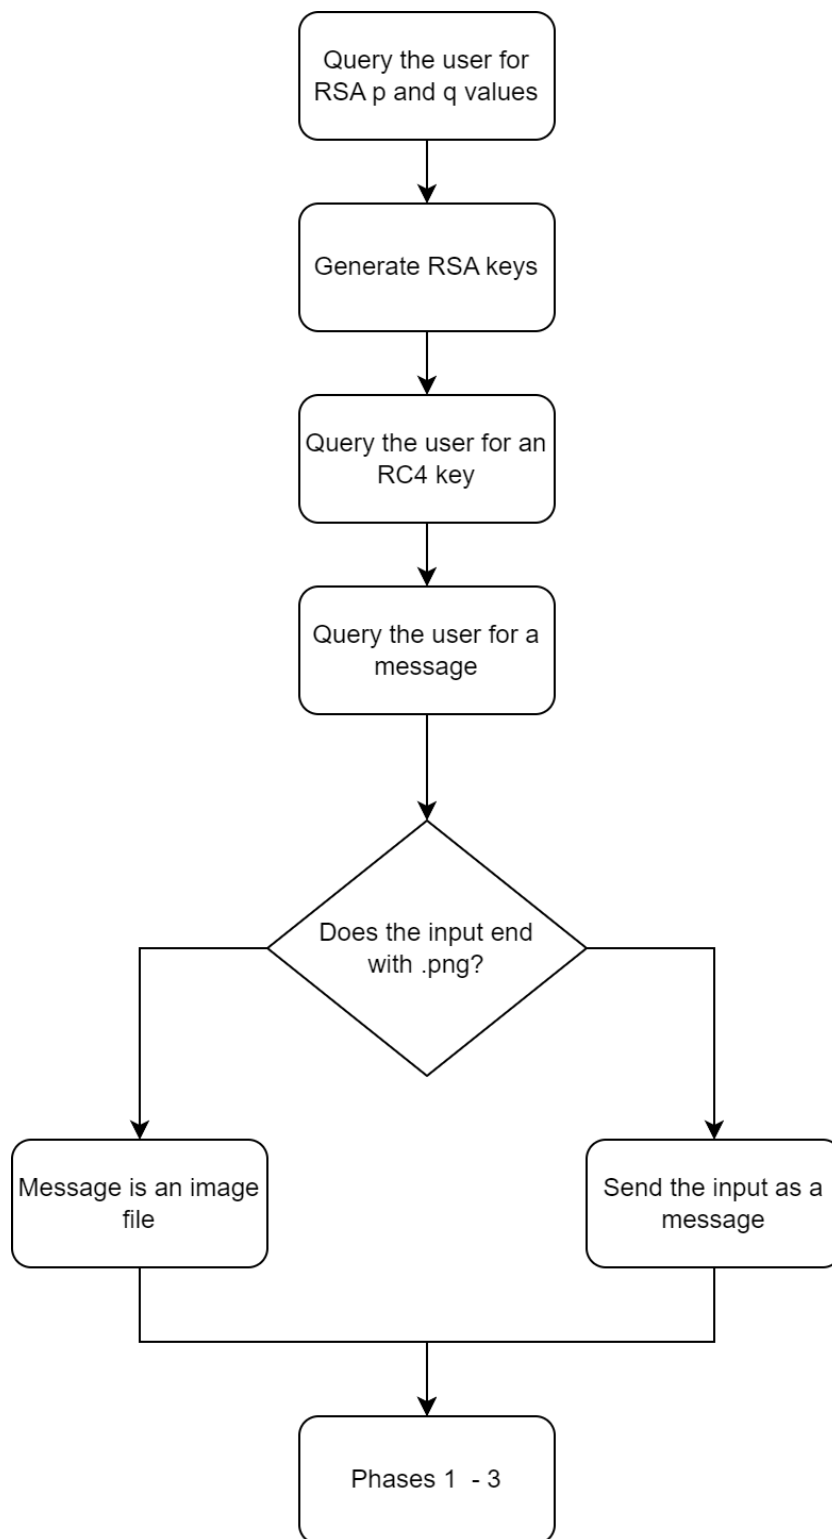 Query the user for
RSA p and q values
Generate RSA keys
Query the user for an
RC4 key
Query the user for a
message
Does the input end
with .png?
Message is an image
file
Send the input as a
message
Phases 1  - 3